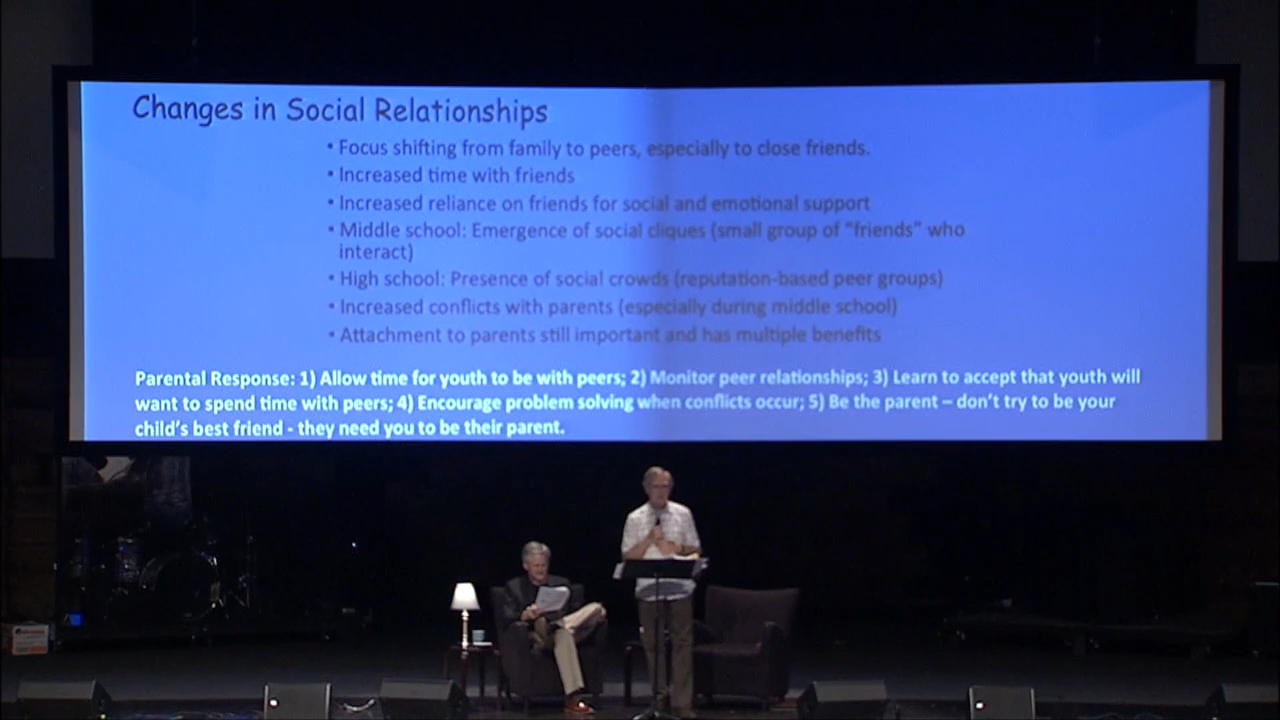 Changes in Social Relationships
• Focus shifting from family to peers, especially to close friends.
• Increased time with friends
• Increased reliance on friends for social and emotional support
• Middle school: Emergence of social cliques (small group of “friends” who
interact)
• High school: Presence of social crowds (reputation-based peer groups)
• Increased conflicts with parents (especially during middle school)
• Attachment to parents still important and has multiple benefits
Parental Response: 1) Allow time for youth to be with peers; 2) Monitor peer relationships; 3) Learn to accept that youth will
want to spend time with peers; 4) Encourage problem solving when conflicts occur; 5) Be the parent – don’t try to be your
child’s best friend - they need you to be their parent.